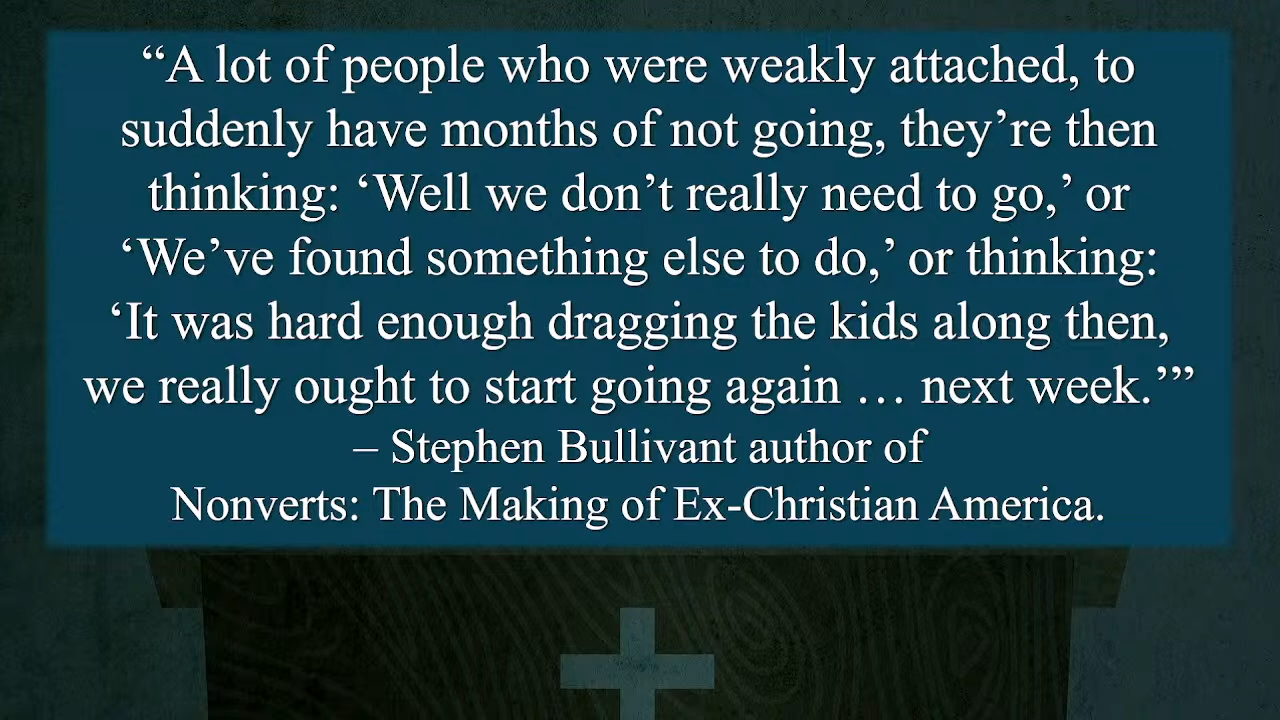 “A lot of people who were weakly attached, to
suddenly have months of not going, they’re then
thinking: ‘Well we don’t really need to go,’ or
‘We’ve found something else to do,’ or thinking:
‘It was hard enough dragging the kids along then,
we really ought to start going again … next week.’”
– Stephen Bullivant author of
Nonverts: The Making of Ex-Christian America.